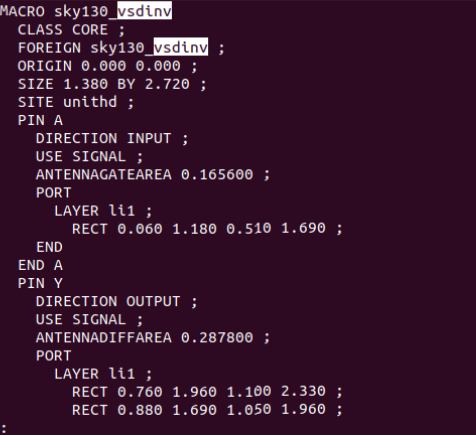 MACRO sky130_vsdinv
CLASS CORE ;
FOREIGN sky130_vsdinv ;
ORIGIN 0.000 0.000 ;
SIZE 1.380 BY 2.720 ;
SITE unithd ;
PIN A
DIRECTION INPUT ;
USE SIGNAL ;
ANTENNAGATEAREA 0.165600 ;
PORT
LAYER li1 ;
RECT 0.060 1.180 0.510 1.690 ;
END
END A
PIN Y
DIRECTION OUTPUT ;
USE SIGNAL ;
ANTENNADIFFAREA 0.287800 ;
PORT
LAYER li1 ;
RECT 0.760 1.960 1.100 2.330 ;
RECT 0.880 1.690 1.050 1.960 ;
: